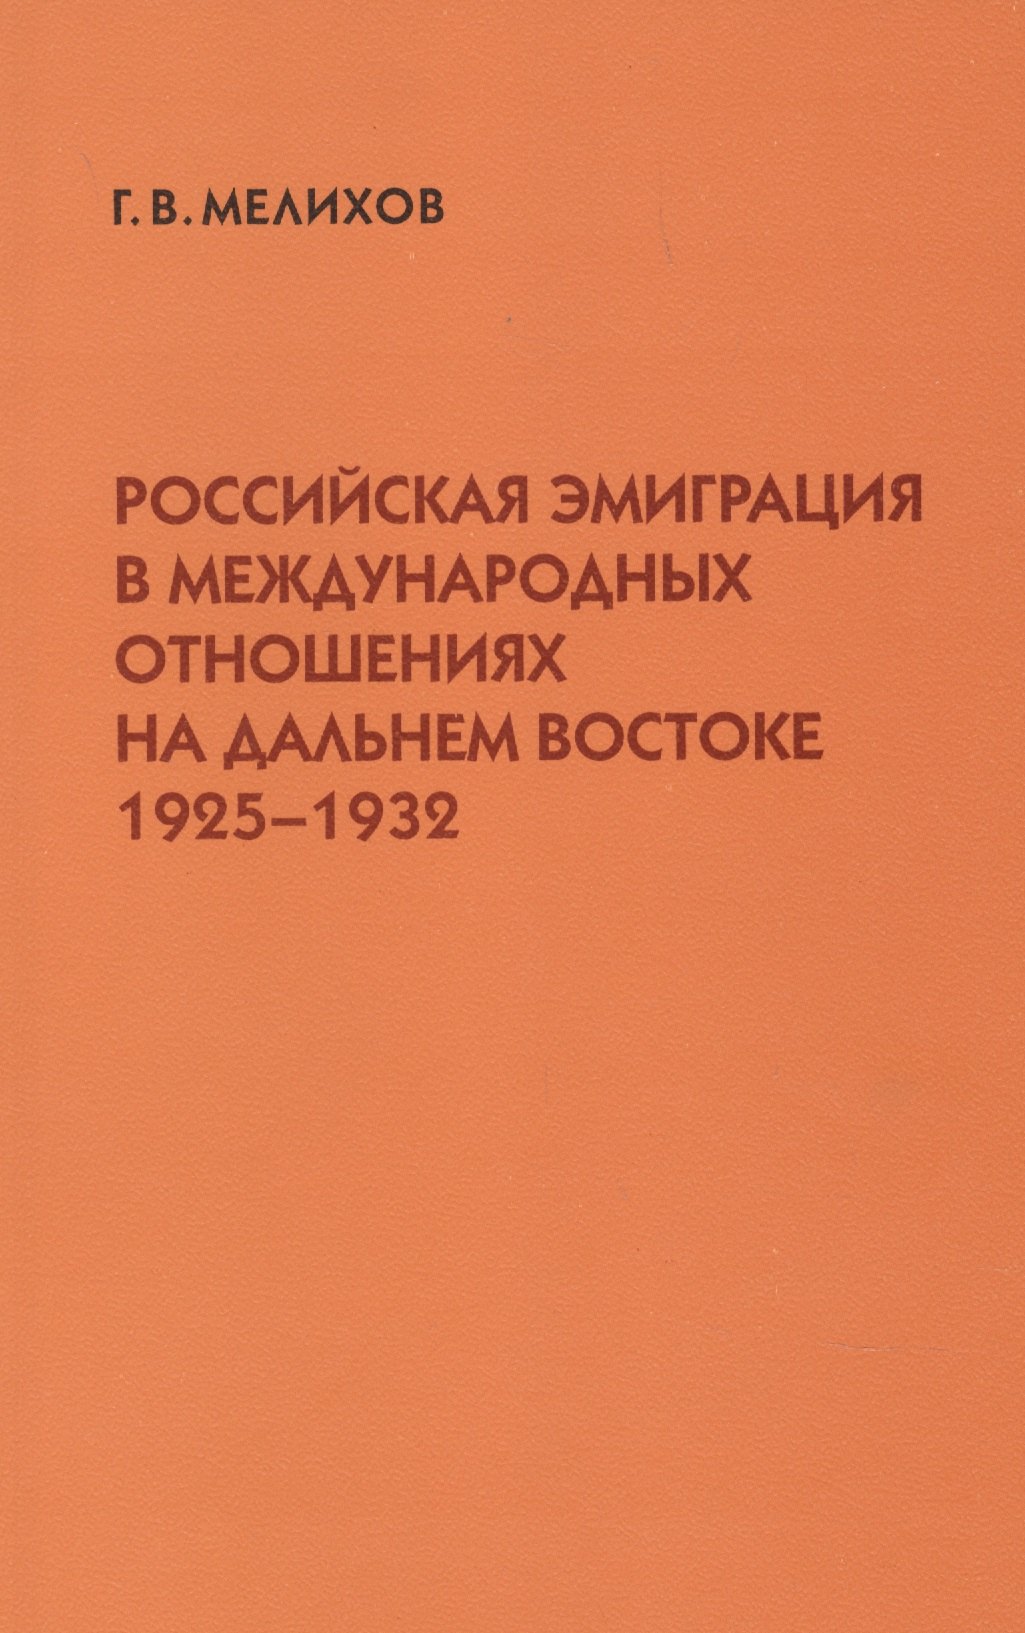 Г. В. МЕЛИХОВ
РОССИЙСКАЯ ЭМИГРАЦИЯ
В МЕЖДУНАРОДНЫХ
ОТНОШЕНИЯХ
НА ДАЛЬНЕМ ВОСТОКЕ
1925–1932